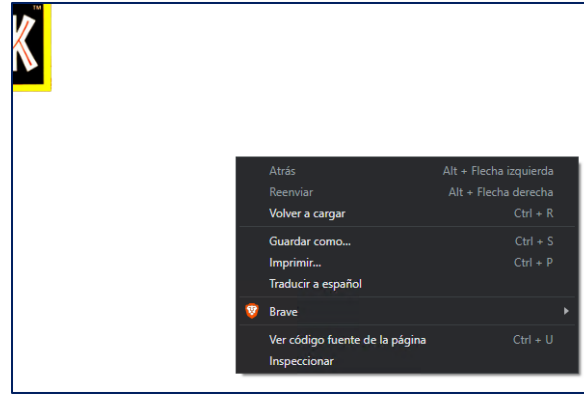 TM
K
Atrás Alt + Flecha izquierda
Reenviar Alt + Flecha derecha
Volver a cargar Ctrl + R
Guardar como... Ctrl + S
Imprimir... Ctrl + P
Traducir a español
Brave
Ver código fuente de la página Ctrl + U
Inspeccionar